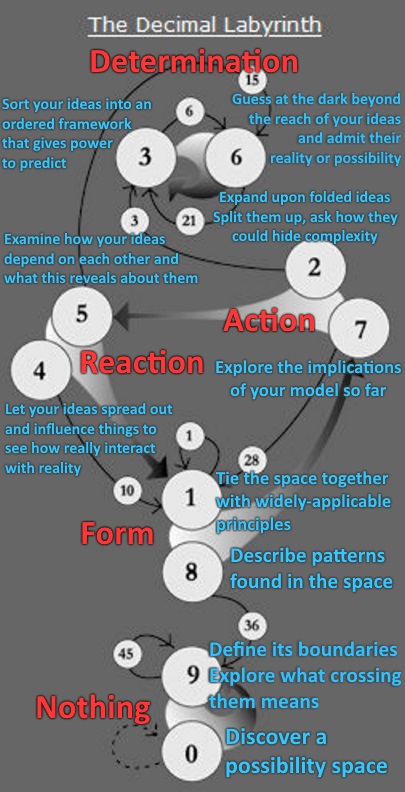 The Decimal Labyrinth
Determination
15
Sort your ideas into an
ordered framework
that gives power
to predict
Guess at the dark beyond
the reach of your ideas
and admit their
reality or possibility
6
3
6
Expand upon folded ideas
Split them up, ask how they
could hide complexity
3
21
Examine how your ideas
depend on each other and
what this reveals about them
2
5
Action
7
Reaction
4
Explore the implications
of your model so far
Let your ideas spread out
and influence things to
see how really interact
with reality
1
28
10
1
Tie the space together
with widely-applicable
principles
Form
8
Describe patterns
found in the space
36
45
9
Define its boundaries
Explore what crossing
them means
Nothing
0
Discover a
possibility space